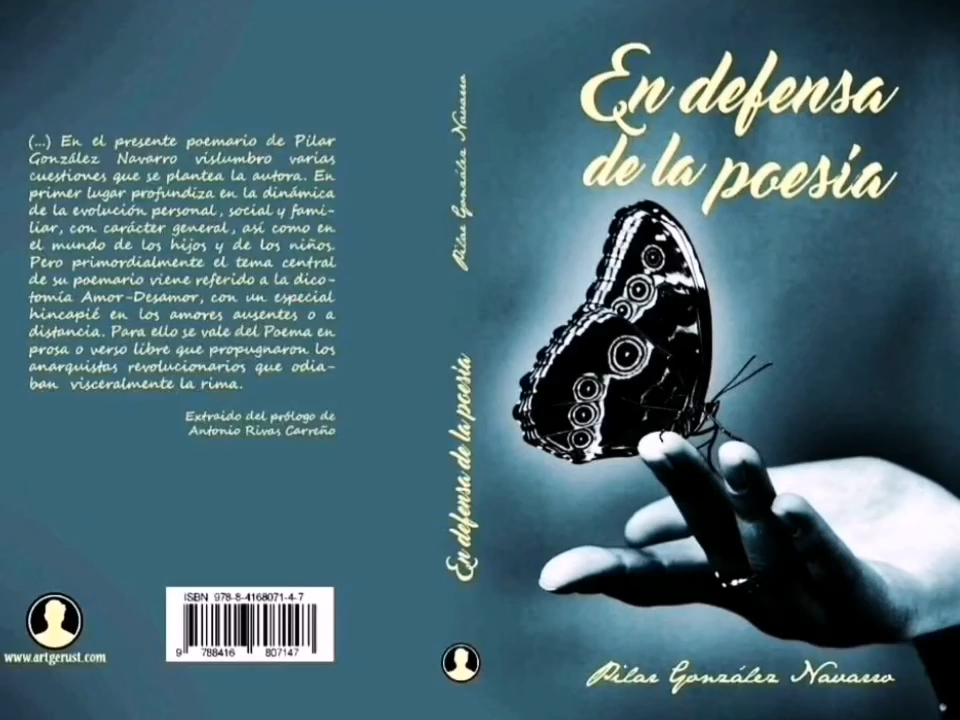 (...) En el presente poemario de Pilar
González Navarro vislumbro varias
cuestiones que se plantea la autora. En
primer lugar profundiza en la dinámica
de la evolución personal, social y fami-
liar, con carácter general, así como en
el mundo de los hijos y de los niños.
Pero primordialmente el tema central
de su poemario viene referido a la dico-
tomía Amor-Desamor, con un especial
hincapié en los amores ausentes o a
distancia. Para ello se vale del Poema en
prosa o verso libre que propugnaron los
anarquistas revolucionarios que odia-
ban visceralmente la rima.
Extraido del prólogo de
Antonio Rivas Carreño
www.artgerust.com
ISBN 978-8-4168071-4-7
9 788416 807147
Pilar González Navarro
En defensa de la poesía
En defensa
de la poesía
Pilar González Navarro